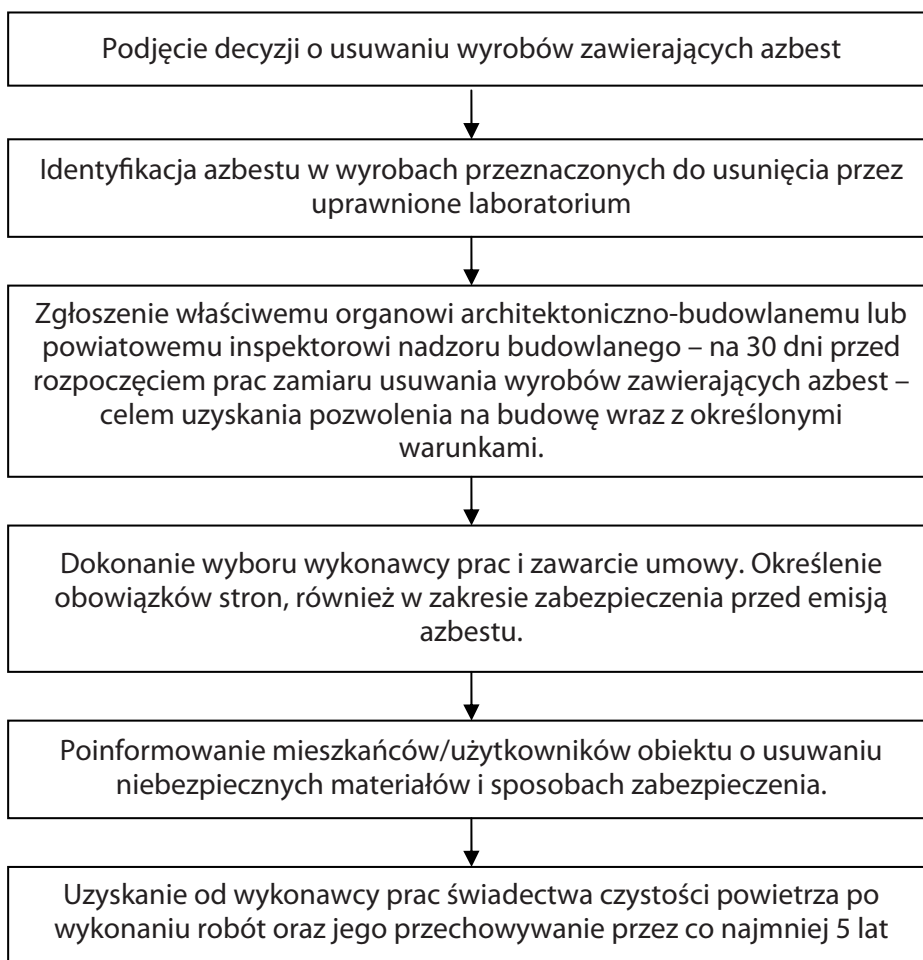 Podjęcie decyzji o usuwaniu wyrobów zawierających azbest
Identyfikacja azbestu w wyrobach przeznaczonych do usunięcia przez
uprawnione laboratorium
Zgłoszenie właściwemu organowi architektoniczno-budowlanemu lub
powiatowemu inspektorowi nadzoru budowlanego – na 30 dni przed
rozpoczęciem prac zamiaru usuwania wyrobów zawierających azbest –
celem uzyskania pozwolenia na budowę wraz z określonymi
warunkami.
Dokonanie wyboru wykonawcy prac i zawarcie umowy. Określenie
obowiązków stron, również w zakresie zabezpieczenia przed emisją
azbestu.
Poinformowanie mieszkańców/użytkowników obiektu o usuwaniu
niebezpiecznych materiałów i sposobach zabezpieczenia.
Uzyskanie od wykonawcy prac świadectwa czystości powietrza po
wykonaniu robót oraz jego przechowywanie przez co najmniej 5 lat